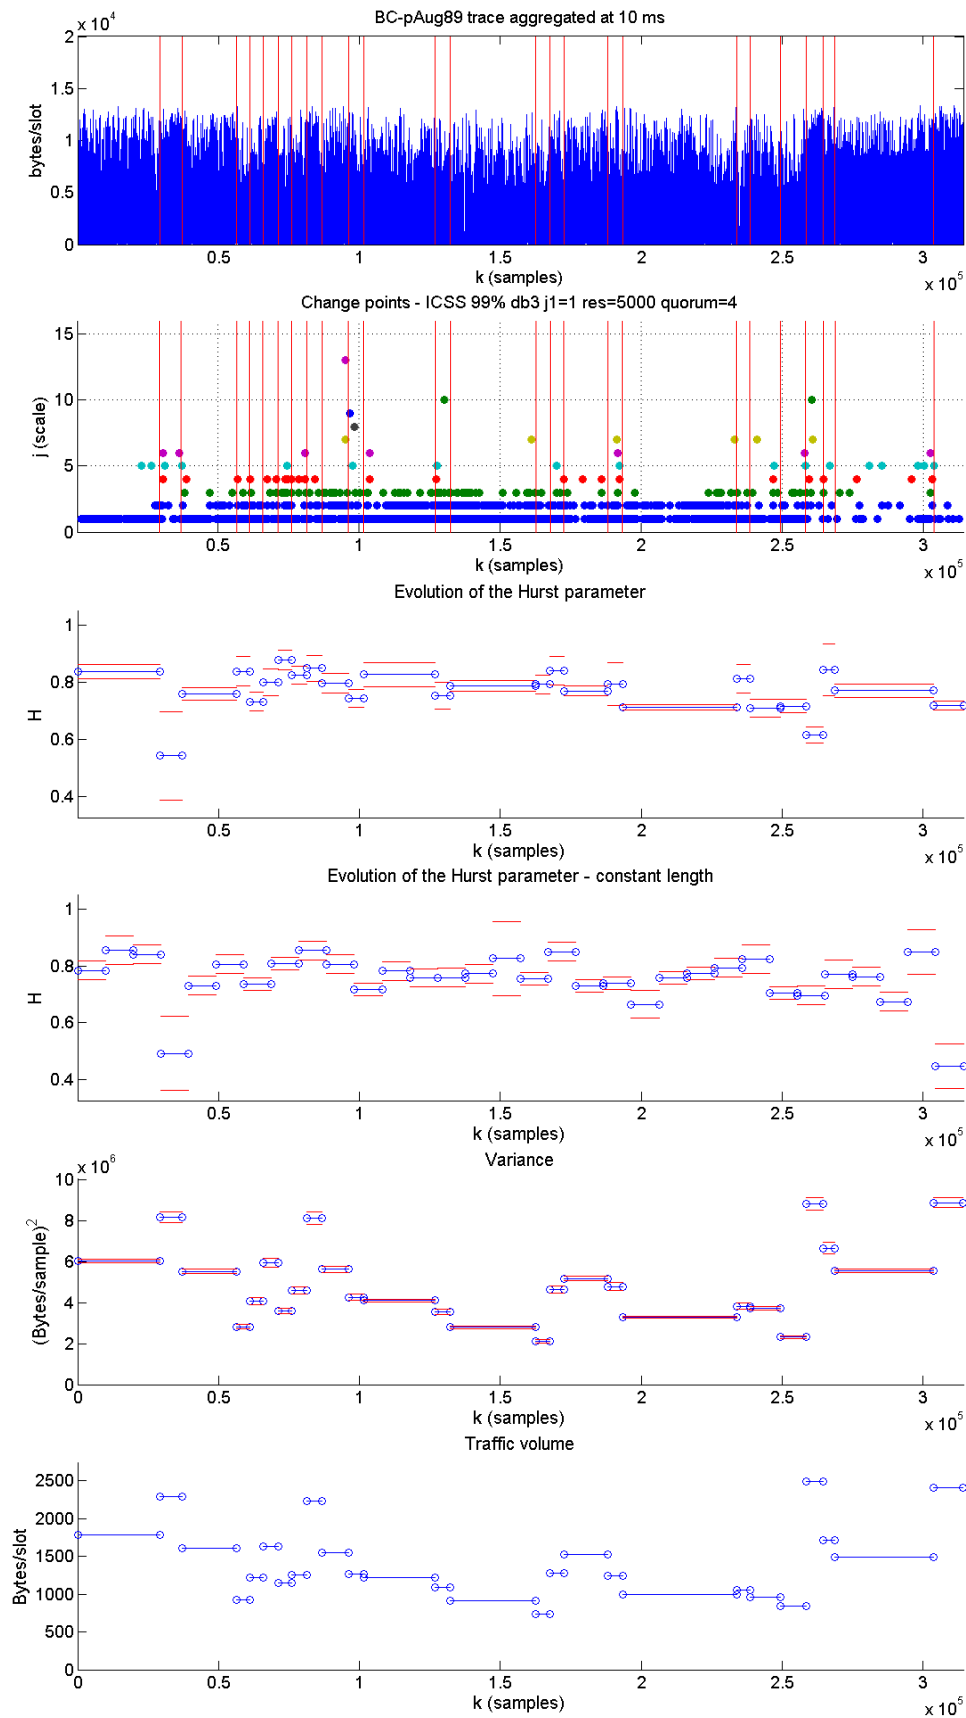 BC-pAug89 trace aggregated at 10 ms
x 10^4
2
1.5
1
0.5
0
bytes/slot
0.5 1 1.5 2 2.5 3
k (samples)
x 10^5
Change points - ICSS 99% db3 j1=1 res=5000 quorum=4
15
10
5
0
j (scale)
0.5 1 1.5 2 2.5 3
k (samples)
x 10^5
Evolution of the Hurst parameter
1
0.8
0.6
0.4
H
0.5 1 1.5 2 2.5 3
k (samples)
x 10^5
Evolution of the Hurst parameter - constant length
1
0.8
0.6
0.4
H
0.5 1 1.5 2 2.5 3
k (samples)
x 10^5
Variance
x 10^6
10
8
6
4
2
0
(Bytes/sample)^2
0 0.5 1 1.5 2 2.5 3
k (samples)
x 10^5
Traffic volume
2500
2000
1500
1000
500
0
Bytes/slot
0 0.5 1 1.5 2 2.5 3
k (samples)
x 10^5